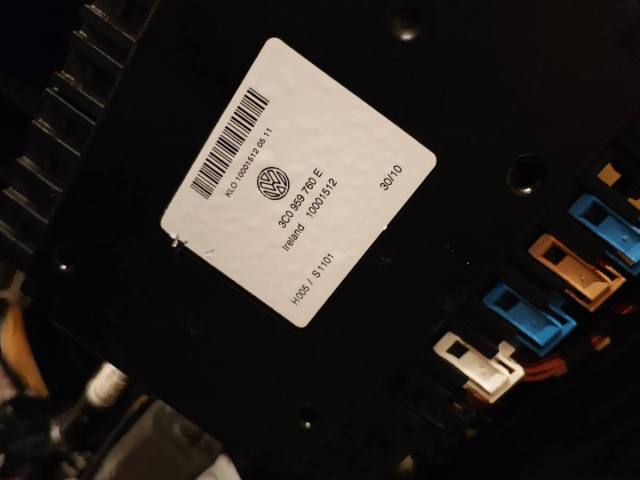 KLO 10001512 05 11
3C0 959 760 E
Ireland 10001512
30/10
H005 / S1101